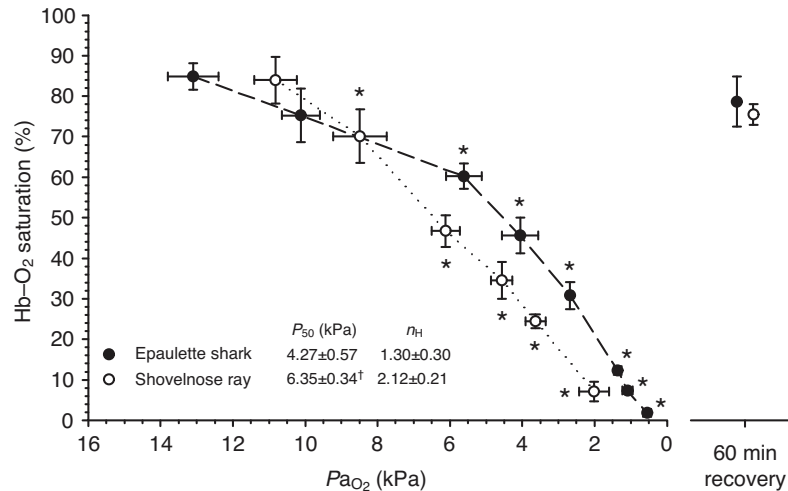 100
90
80
70
60
50
40
30
20
10
0
Hb–O2 saturation (%)
* * * * * * * * * * *
P50 (kPa) nH
Epaulette shark 4.27±0.57 1.30±0.30
Shovelnose ray 6.35±0.34† 2.12±0.21
16 14 12 10 8 6 4 2 0
PaO2 (kPa)
60 min
recovery